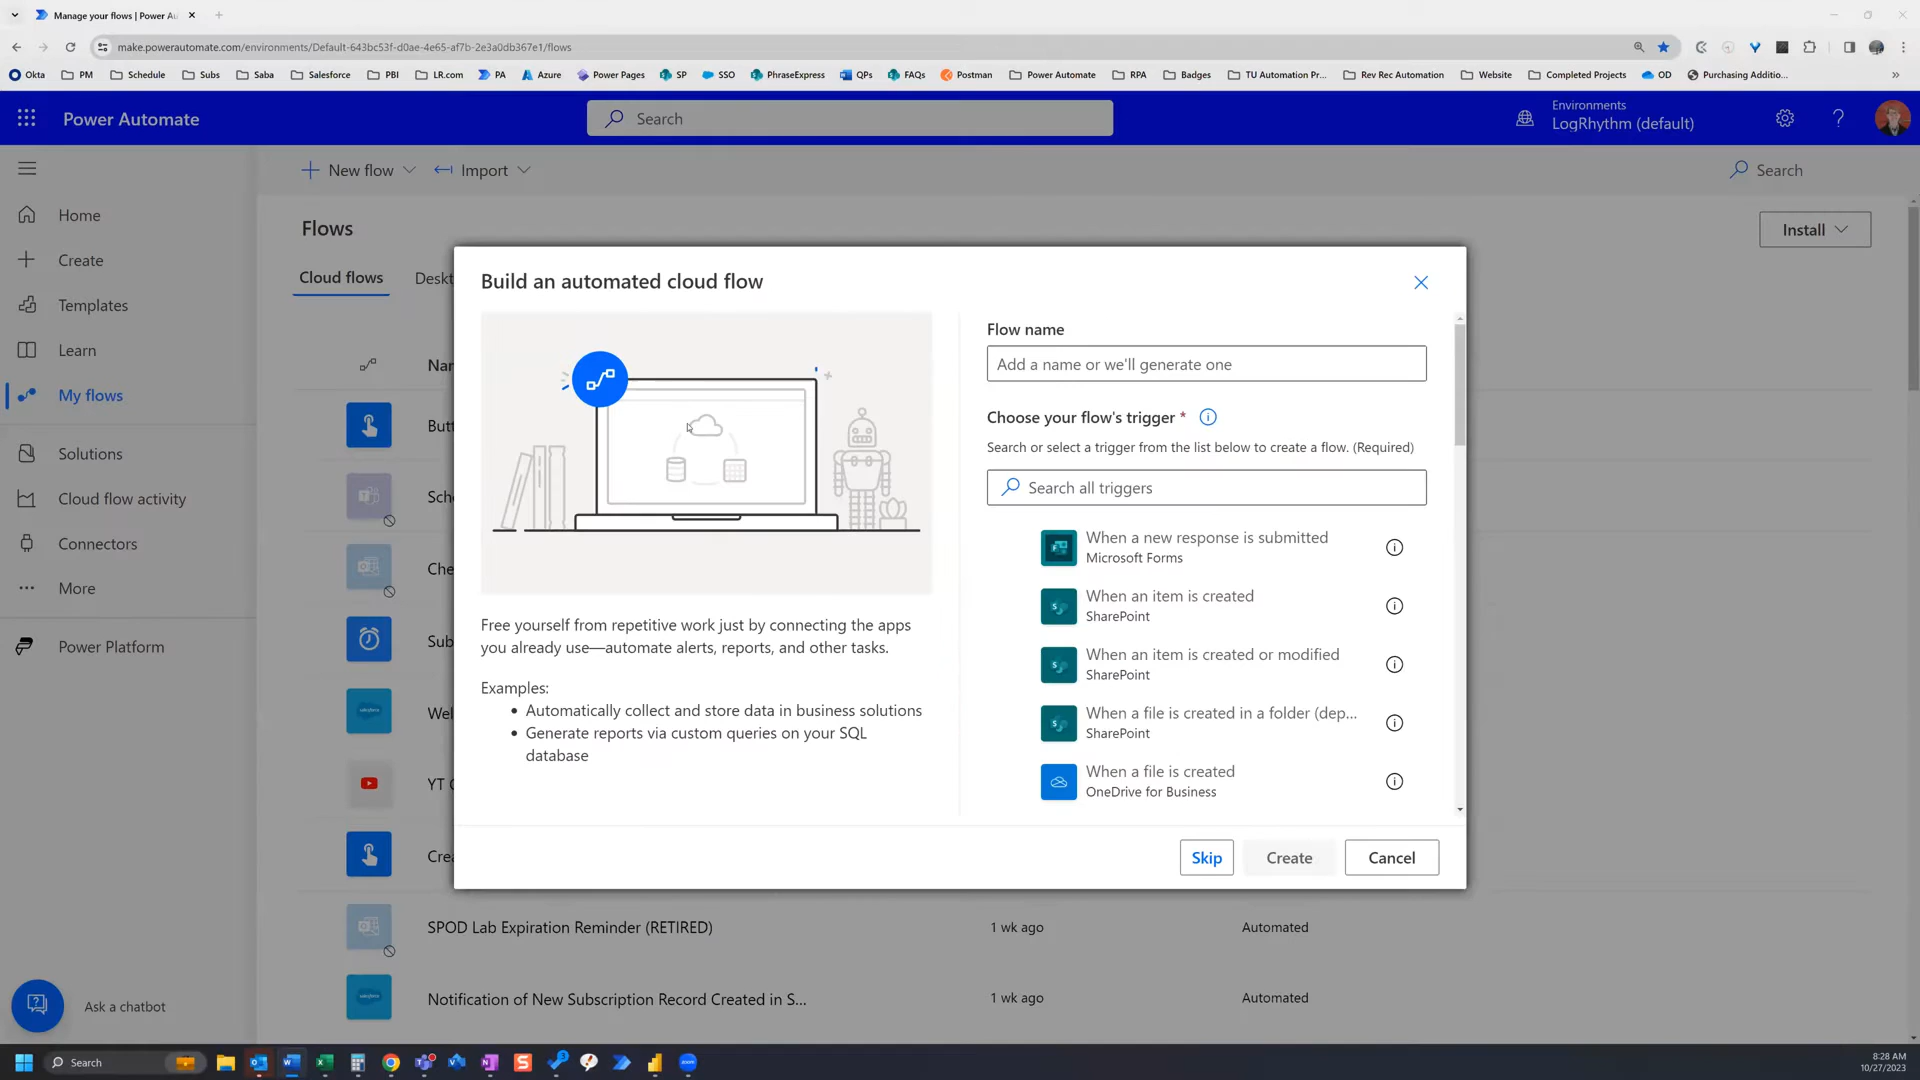 Manage your flows | Power Au
make.powerautomate.com/environments/Default-643bc53f-d0ae-4e65-af7b-2e3a0db367e1/flows
Okta PM Schedule Subs Saba Salesforce PBI LR.com PA Azure Power Pages SP SSO PhraseExpress QPs FAQs Postman Power Automate RPA Badges TU Automation Pr... Rev Rec Automation Website Completed Projects OD Purchasing Additio...
Power Automate
Search
Environments
LogRhythm (default)
New flow
Import
Search
Home
Create
Templates
Learn
My flows
Solutions
Cloud flow activity
Connectors
More
Power Platform
Ask a chatbot
Flows
Install
Cloud flows
Deskt
Nan
Butt
Sche
Che
Sub
Wel
YT C
Crea
SPOD Lab Expiration Reminder (RETIRED) 1 wk ago Automated
Notification of New Subscription Record Created in S... 1 wk ago Automated
Build an automated cloud flow
Free yourself from repetitive work just by connecting the apps
you already use—automate alerts, reports, and other tasks.
Examples:
• Automatically collect and store data in business solutions
• Generate reports via custom queries on your SQL
database
Flow name
Add a name or we'll generate one
Choose your flow's trigger *
Search or select a trigger from the list below to create a flow. (Required)
Search all triggers
When a new response is submitted
Microsoft Forms
When an item is created
SharePoint
When an item is created or modified
SharePoint
When a file is created in a folder (dep...
SharePoint
When a file is created
OneDrive for Business
Skip
Create
Cancel
Search
8:28 AM
10/27/2023